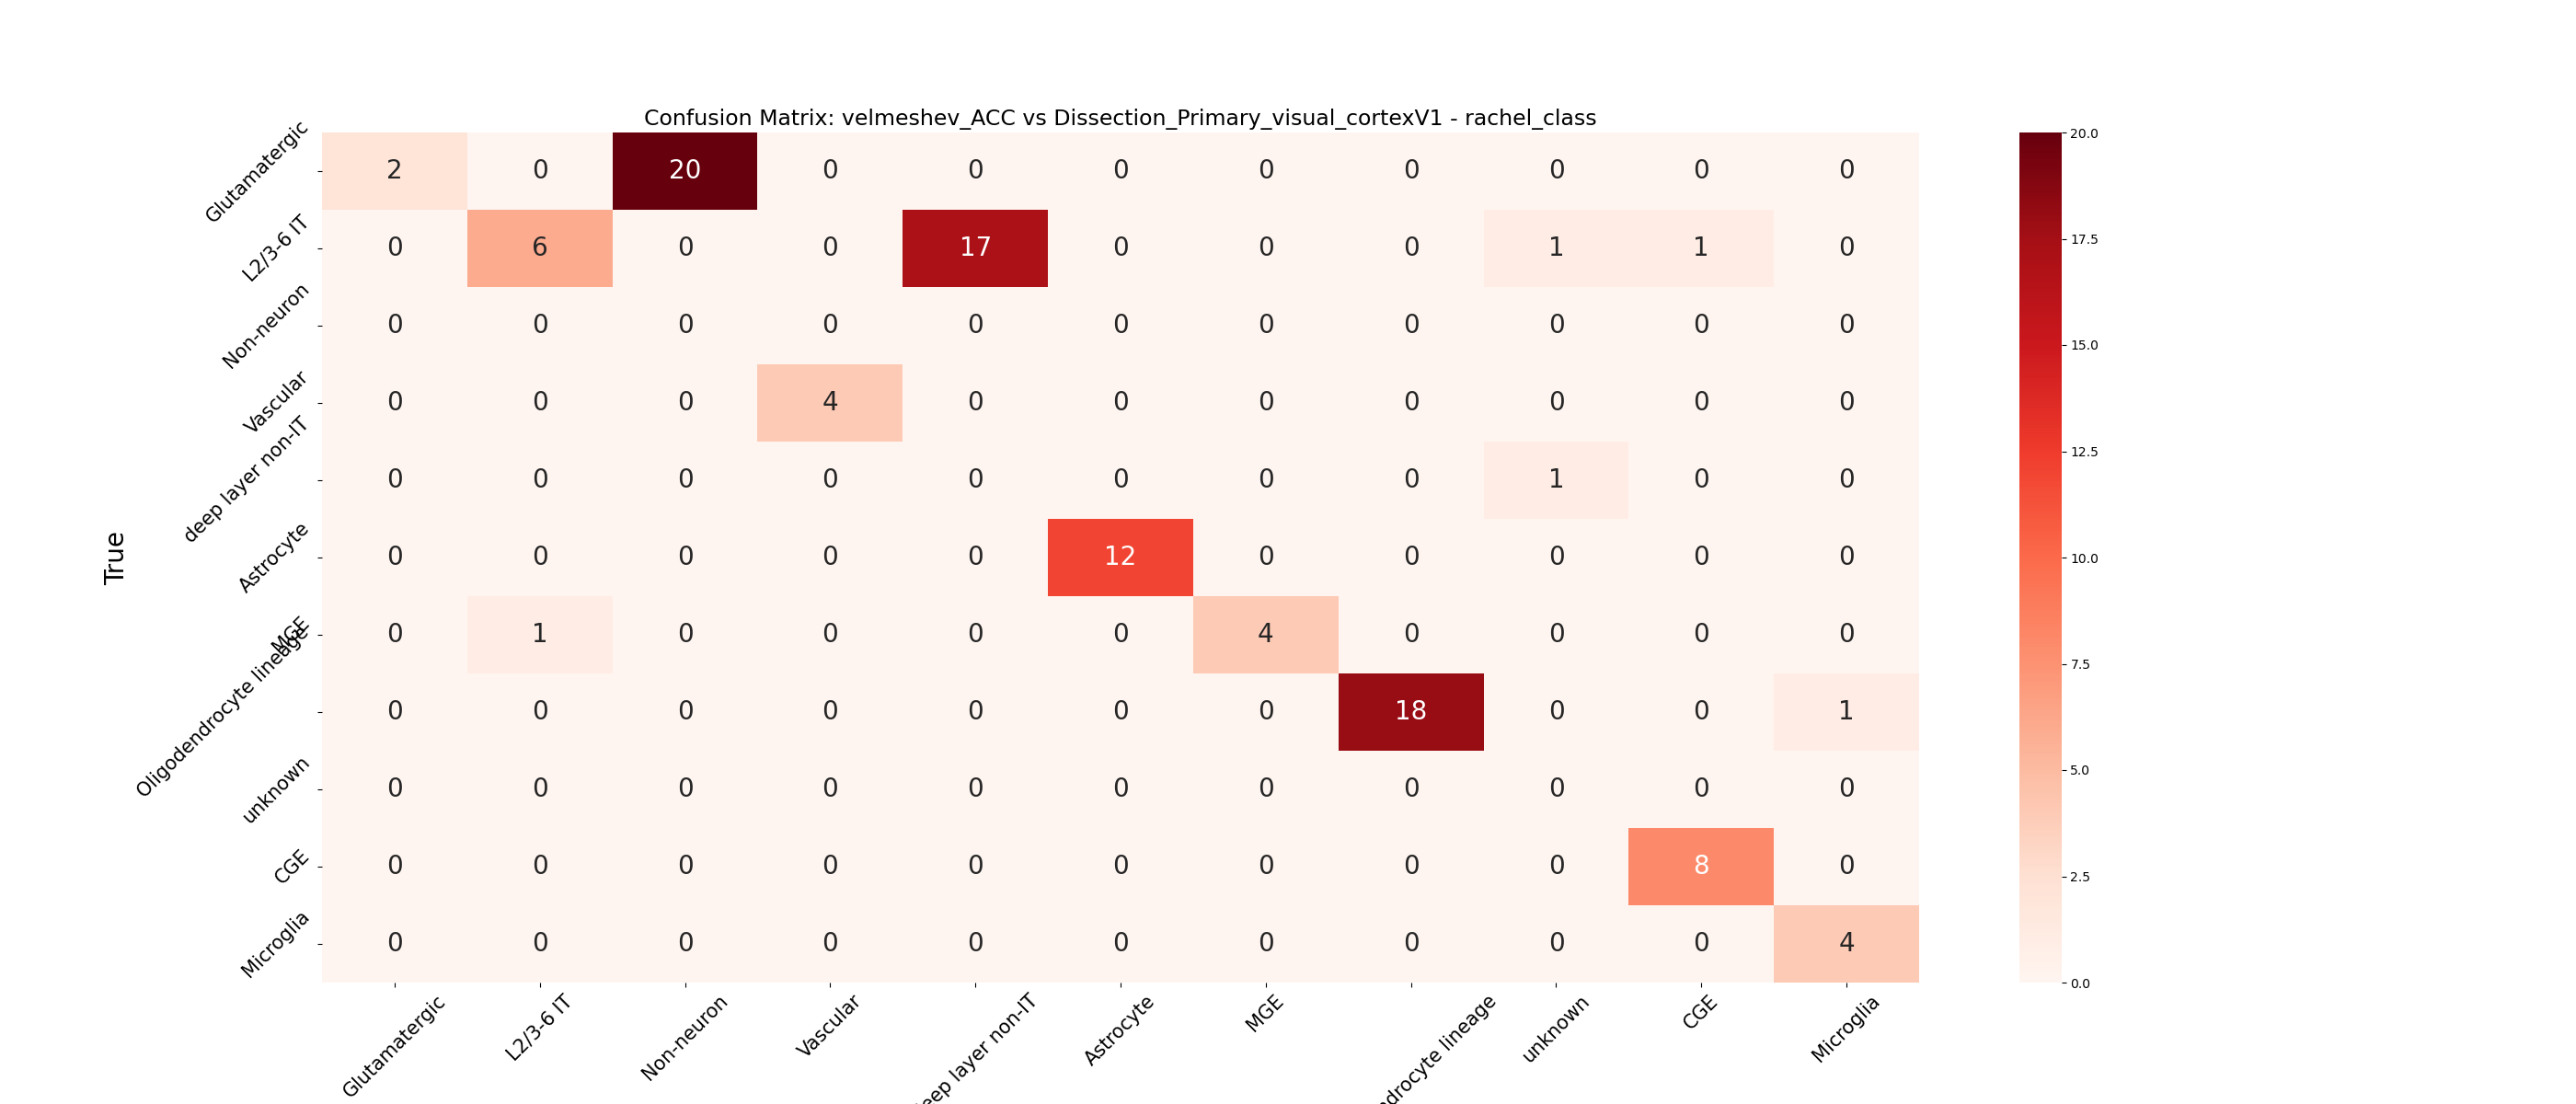 Confusion Matrix: velmeshev_ACC vs Dissection_Primary_visual_cortexV1 - rachel_class
True
Glutamatergic 2 0 20 0 0 0 0 0 0 0 0
L2/3-6 IT 0 6 0 0 17 0 0 0 1 1 0
Non-neuron 0 0 0 0 0 0 0 0 0 0 0
Vascular 0 0 0 4 0 0 0 0 0 0 0
deep layer non-IT 0 0 0 0 0 0 0 0 1 0 0
Astrocyte 0 0 0 0 0 12 0 0 0 0 0
MGE 0 1 0 0 0 0 4 0 0 0 0
Oligodendrocyte lineage 0 0 0 0 0 0 0 18 0 0 1
unknown 0 0 0 0 0 0 0 0 0 0 0
CGE 0 0 0 0 0 0 0 0 0 8 0
Microglia 0 0 0 0 0 0 0 0 0 0 4
Glutamatergic L2/3-6 IT Non-neuron Vascular eep layer non-IT Astrocyte MGE drocyte lineage unknown CGE Microglia
20.0
17.5
15.0
12.5
10.0
7.5
5.0
2.5
0.0